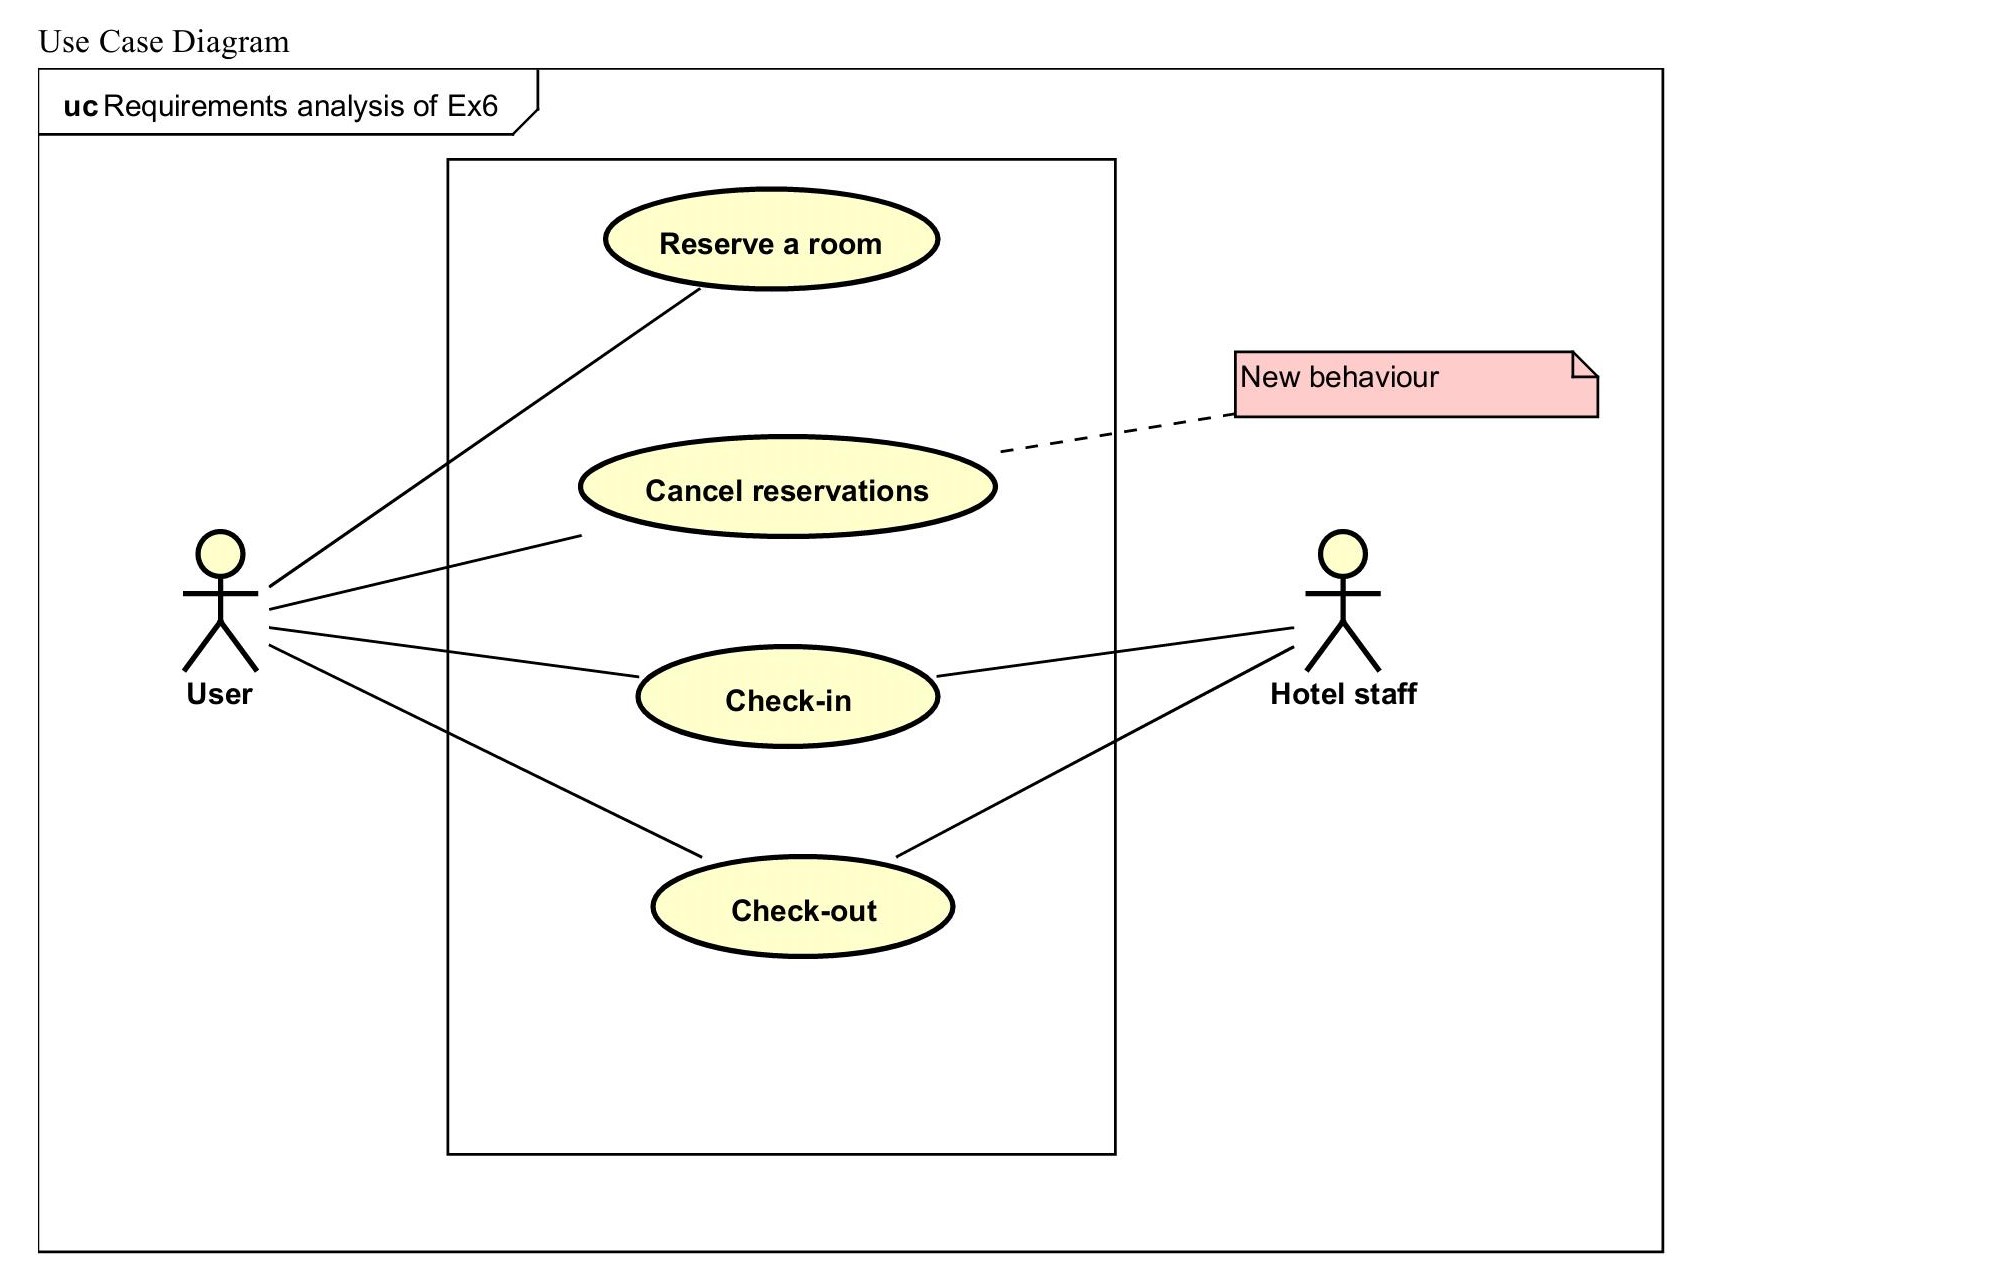 Use Case Diagram
uc Requirements analysis of Ex6
Reserve a room
New behaviour
Cancel reservations
User
Check-in
Hotel staff
Check-out